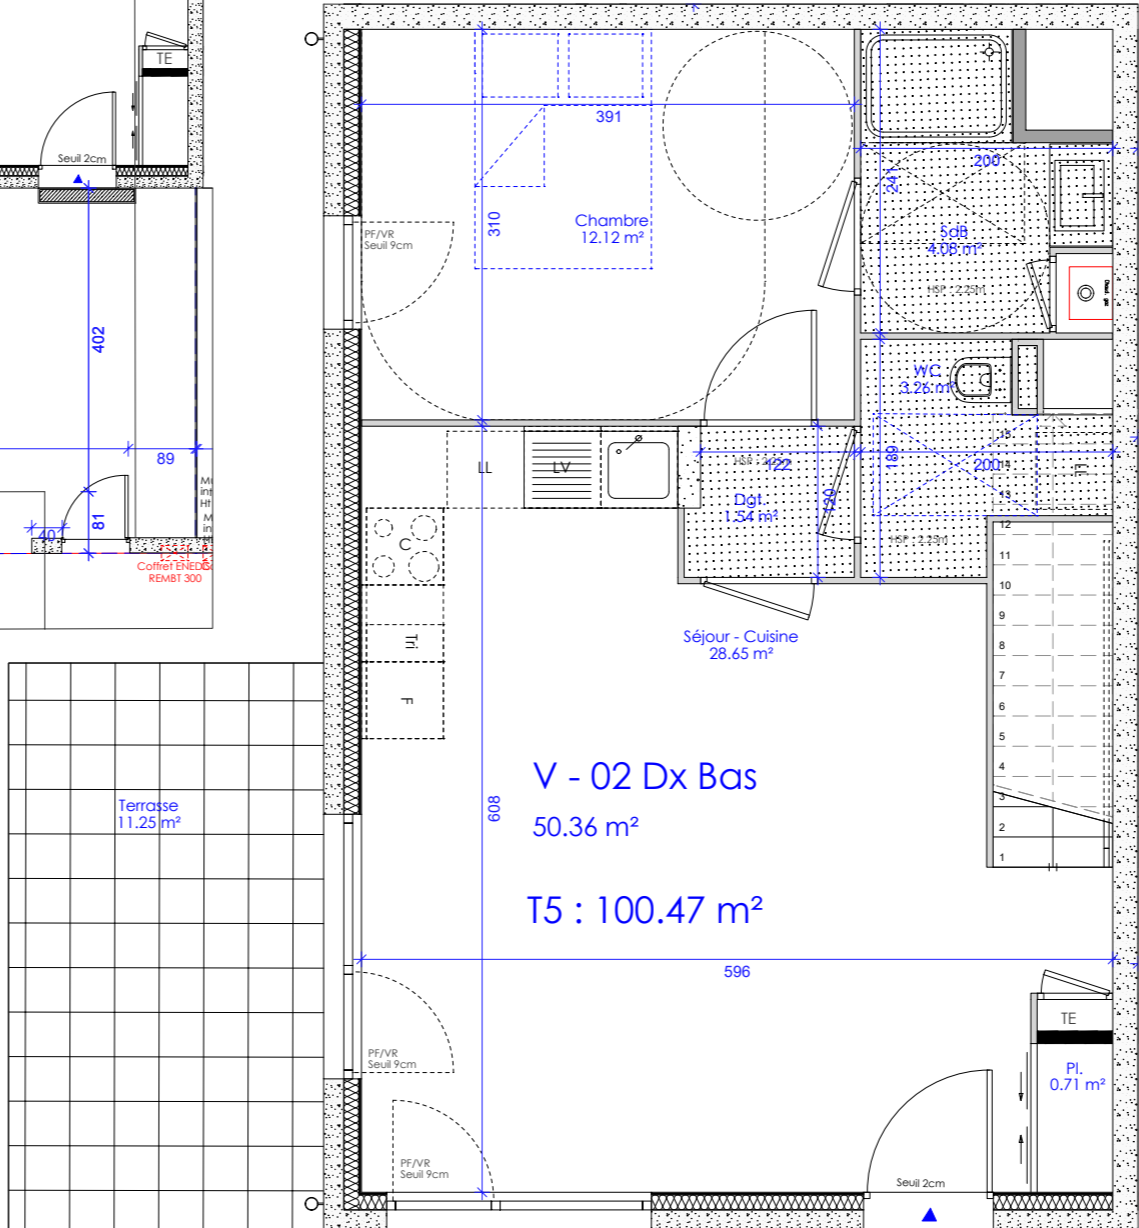 TE
Seuil 2cm
402
89
81
40
Coffret ENEDIS
REMBT 300
391
200
241
310
Chambre
12.12 m²
PF/VR
Seuil 9cm
SdB
4.08 m²
HSP : 2.25m
WC
3.26 m²
LL
LV
122
189
200
15
14
13
Dgt
1.54 m²
120
HSP : 2.25m
C
12
11
10
9
8
7
6
5
4
3
2
1
Tri
F
Séjour - Cuisine
28.65 m²
V - 02 Dx Bas
50.36 m²
608
T5 : 100.47 m²
Terrasse
11.25 m²
596
TE
Pl.
0.71 m²
PF/VR
Seuil 9cm
PF/VR
Seuil 9cm
Seuil 2cm